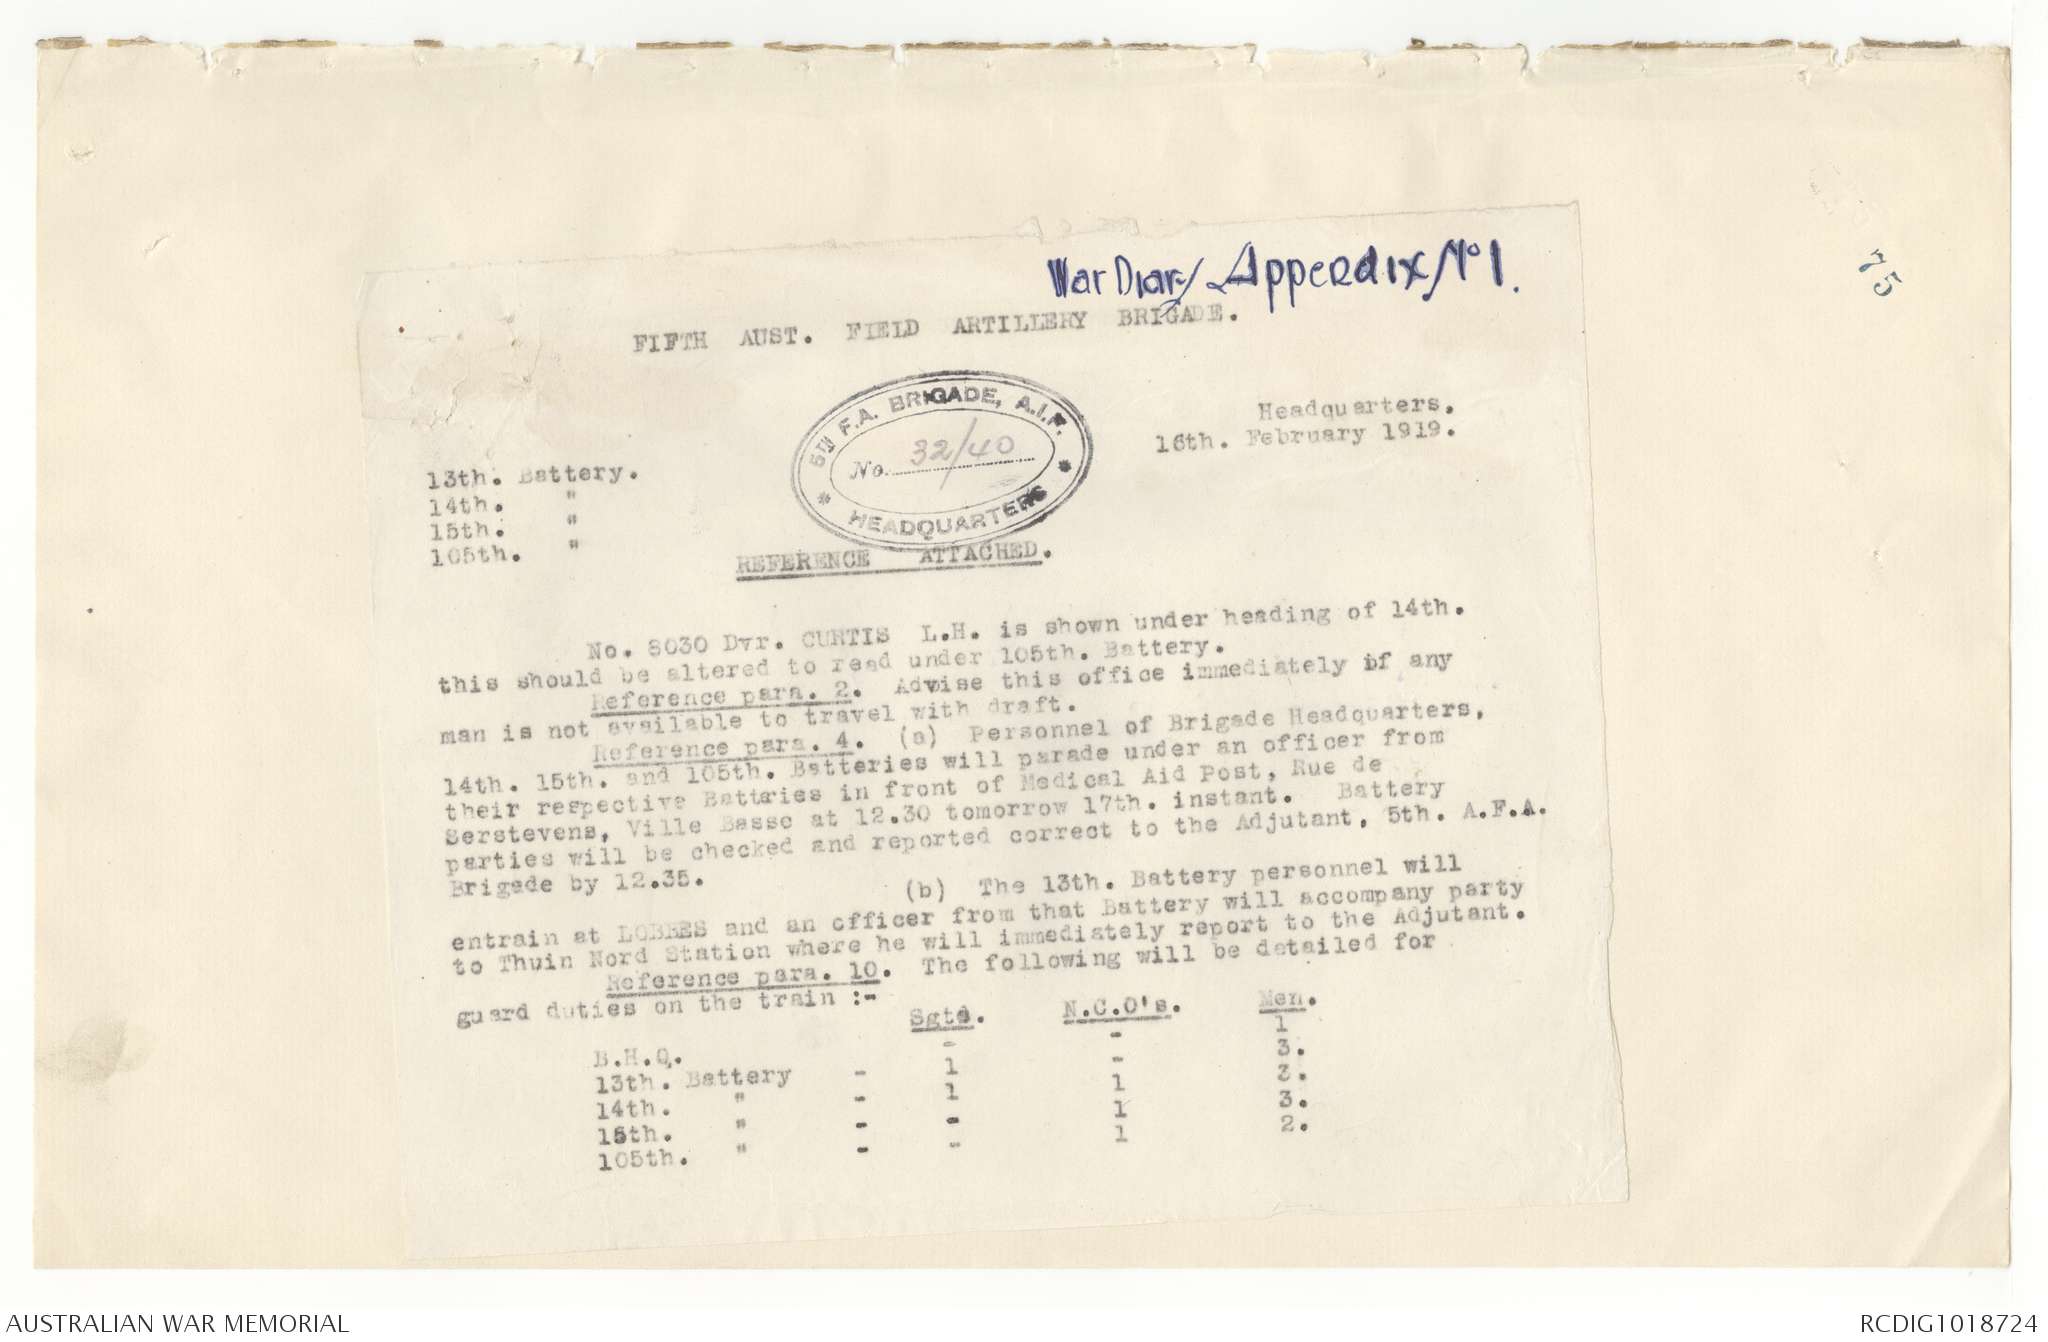 War Diary Appendix No 1.
75
FIFTH AUST. FIELD ARTILLERY BRIGADE.
5TH F.A. BRIGADE, A.I.F.
No. 32/40
HEADQUARTERS
Headquarters.
16th. February 1919.
13th. Battery.
14th. "
15th. "
105th. "
REFERENCE ATTACHED.
No. 8030 Dvr. CURTIS L.H. is shown under heading of 14th.
this should be altered to read under 105th. Battery.
Reference para. 2. Advise this office immediately if any
man is not available to travel with draft.
Reference para. 4. (a) Personnel of Brigade Headquarters,
14th. 15th. and 105th. Batteries will parade under an officer from
their respective Battaries in front of Medical Aid Post, Rue de
Serstevens, Ville Basse at 12.30 tomorrow 17th. instant. Battery
parties will be checked and reported correct to the Adjutant, 5th. A.F.A.
Brigade by 12.35.
(b) The 13th. Battery personnel will
entrain at LOBBES and an officer from that Battery will accompany party
to Thuin Nord Station where he will immediately report to the Adjutant.
Reference para. 10. The following will be detailed for
guard duties on the train :-
Sgts. N.C.O's. Men.
B.H.Q. - - 1
13th. Battery - 1 - 3.
14th. " - 1 1 3.
15th. " - - 1 3.
105th. " - - 1 2.
AUSTRALIAN WAR MEMORIAL
RCDIG1018724